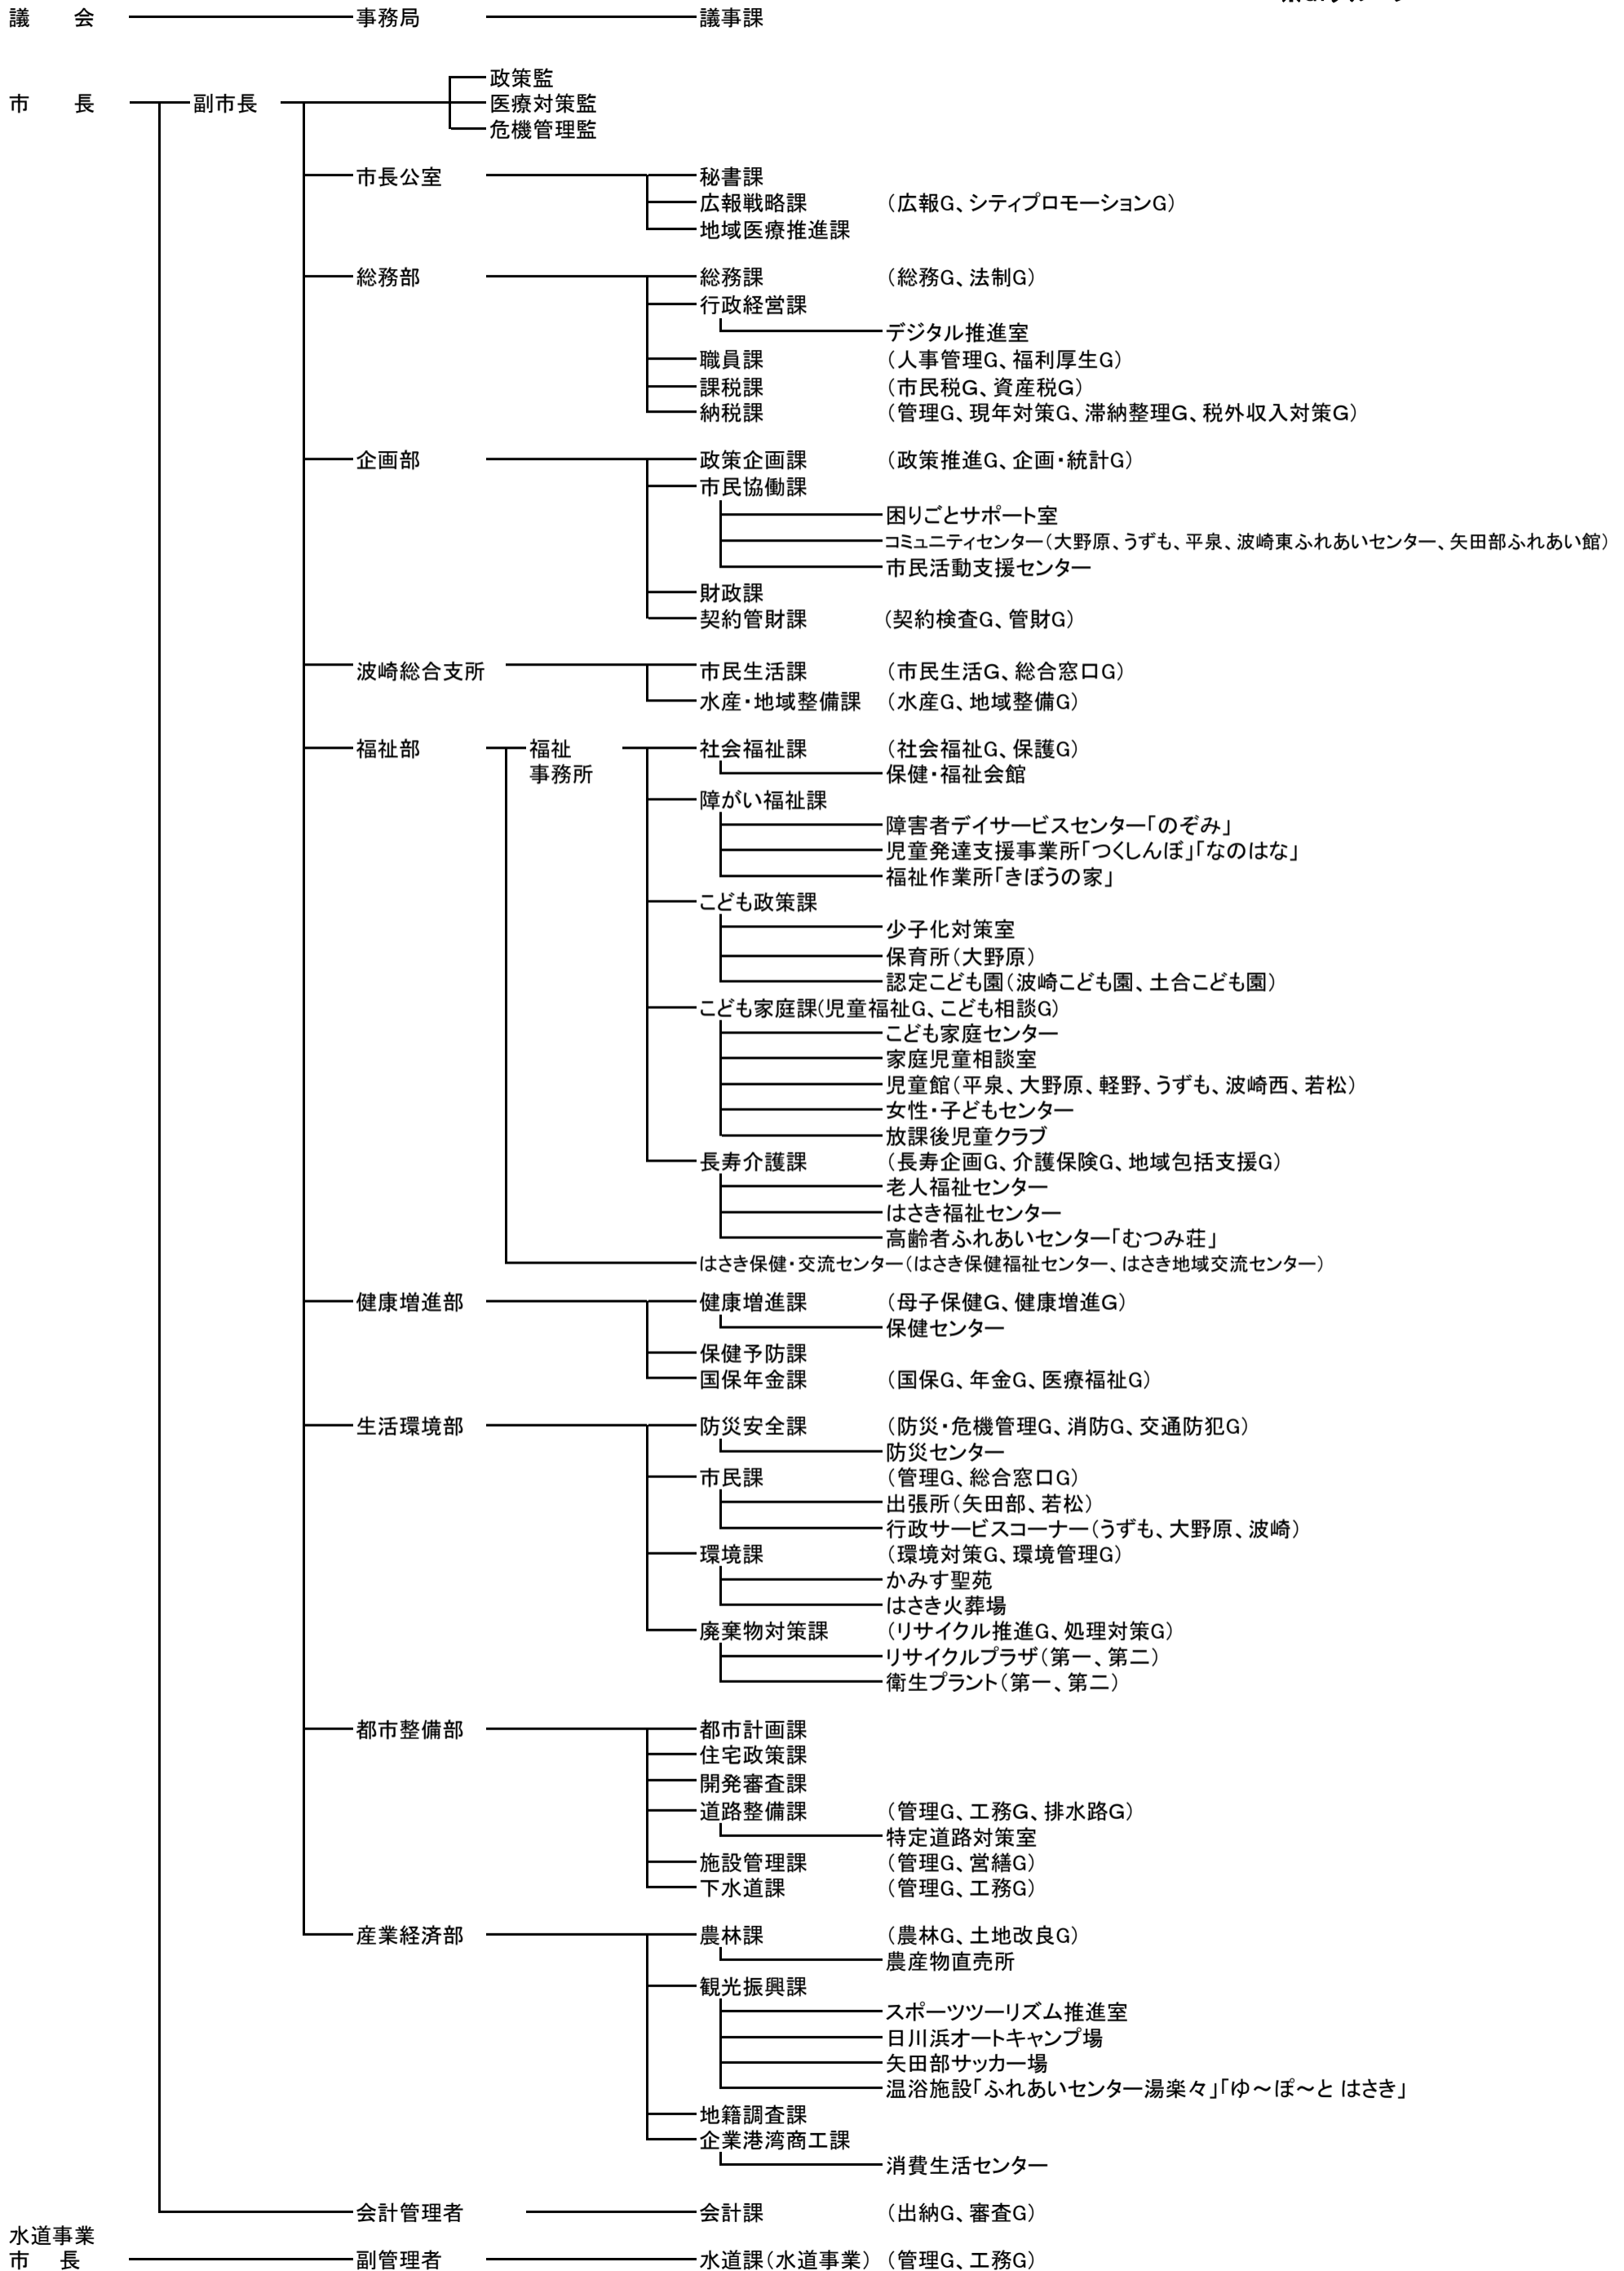 議　会　事務局　議事課
政策監
市　長　副市長　医療対策監
危機管理監
市長公室　秘書課
広報戦略課　（広報G、シティプロモーションG）
地域医療推進課
総務部　総務課　（総務G、法制G）
行政経営課
デジタル推進室
職員課　（人事管理G、福利厚生G）
課税課　（市民税G、資産税G）
納税課　（管理G、現年対策G、滞納整理G、税外収入対策G）
企画部　政策企画課　（政策推進G、企画・統計G）
市民協働課
困りごとサポート室
コミュニティセンター（大野原、うずも、平泉、波崎東ふれあいセンター、矢田部ふれあい館）
市民活動支援センター
財政課
契約管財課　（契約検査G、管財G）
波崎総合支所　市民生活課　（市民生活G、総合窓口G）
水産・地域整備課　（水産G、地域整備G）
福祉部　福祉　社会福祉課　（社会福祉G、保護G）
事務所　保健・福祉会館
障がい福祉課
障害者デイサービスセンター「のぞみ」
児童発達支援事業所「つくしんぼ」「なのはな」
福祉作業所「きぼうの家」
こども政策課
少子化対策室
保育所（大野原）
認定こども園（波崎こども園、土合こども園）
こども家庭課(児童福祉G、こども相談G)
こども家庭センター
家庭児童相談室
児童館（平泉、大野原、軽野、うずも、波崎西、若松）
女性・子どもセンター
放課後児童クラブ
長寿介護課　（長寿企画G、介護保険G、地域包括支援G）
老人福祉センター
はさき福祉センター
高齢者ふれあいセンター「むつみ荘」
はさき保健・交流センター（はさき保健福祉センター、はさき地域交流センター）
健康増進部　健康増進課　（母子保健G、健康増進G）
保健センター
保健予防課
国保年金課　（国保G、年金G、医療福祉G）
生活環境部　防災安全課　（防災・危機管理G、消防G、交通防犯G）
防災センター
市民課　（管理G、総合窓口G）
出張所（矢田部、若松）
行政サービスコーナー（うずも、大野原、波崎）
環境課　（環境対策G、環境管理G）
かみす聖苑
はさき火葬場
廃棄物対策課　（リサイクル推進G、処理対策G）
リサイクルプラザ（第一、第二）
衛生プラント（第一、第二）
都市整備部　都市計画課
住宅政策課
開発審査課
道路整備課　（管理G、工務G、排水路G）
特定道路対策室
施設管理課　（管理G、営繕G）
下水道課　（管理G、工務G）
産業経済部　農林課　（農林G、土地改良G）
農産物直売所
観光振興課
スポーツツーリズム推進室
日川浜オートキャンプ場
矢田部サッカー場
温浴施設「ふれあいセンター湯楽々」「ゆ～ぽ～と はさき」
地籍調査課
企業港湾商工課
消費生活センター
会計管理者　会計課　（出納G、審査G）
水道事業
市　長　副管理者　水道課（水道事業）　（管理G、工務G）